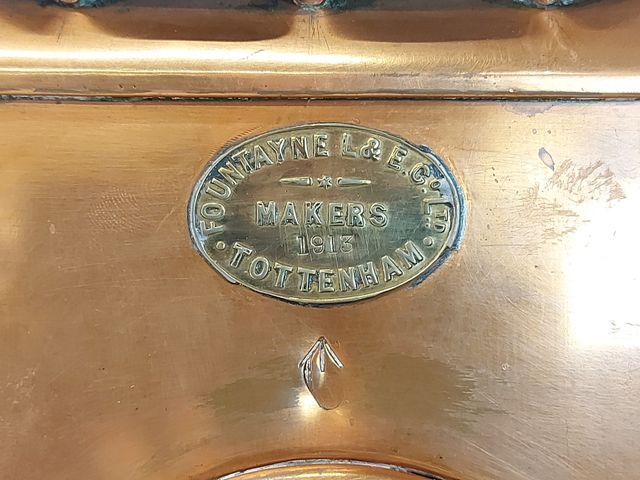 FOUNTAYNE L & E. Co. LTD.
MAKERS
1913
· TOTTENHAM ·